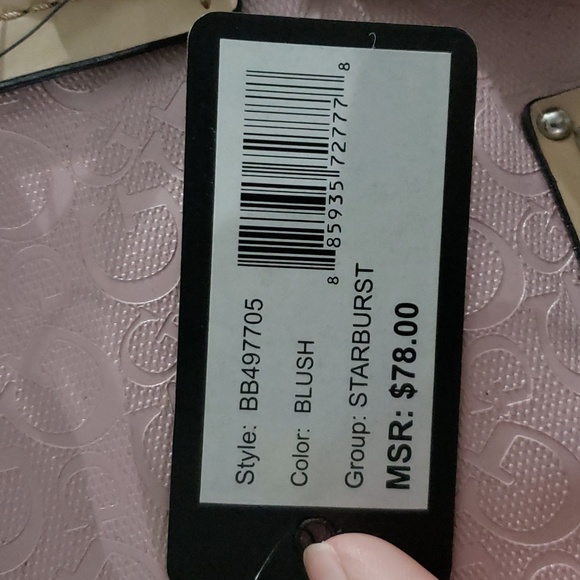 8 85935 72777 8
Style: BB497705
Color: BLUSH
Group: STARBURST
MSR: $78.00